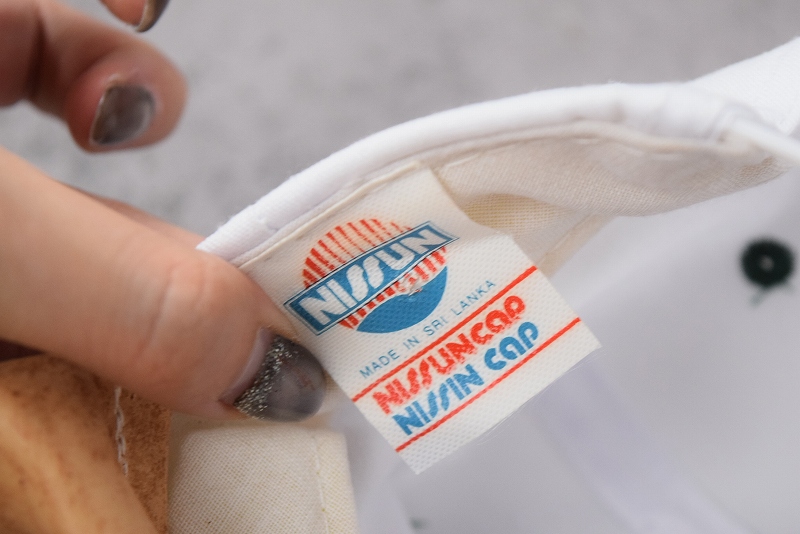 NISSUN
MADE IN SRI LANKA
NISSUNCAP
NISSIN CAP